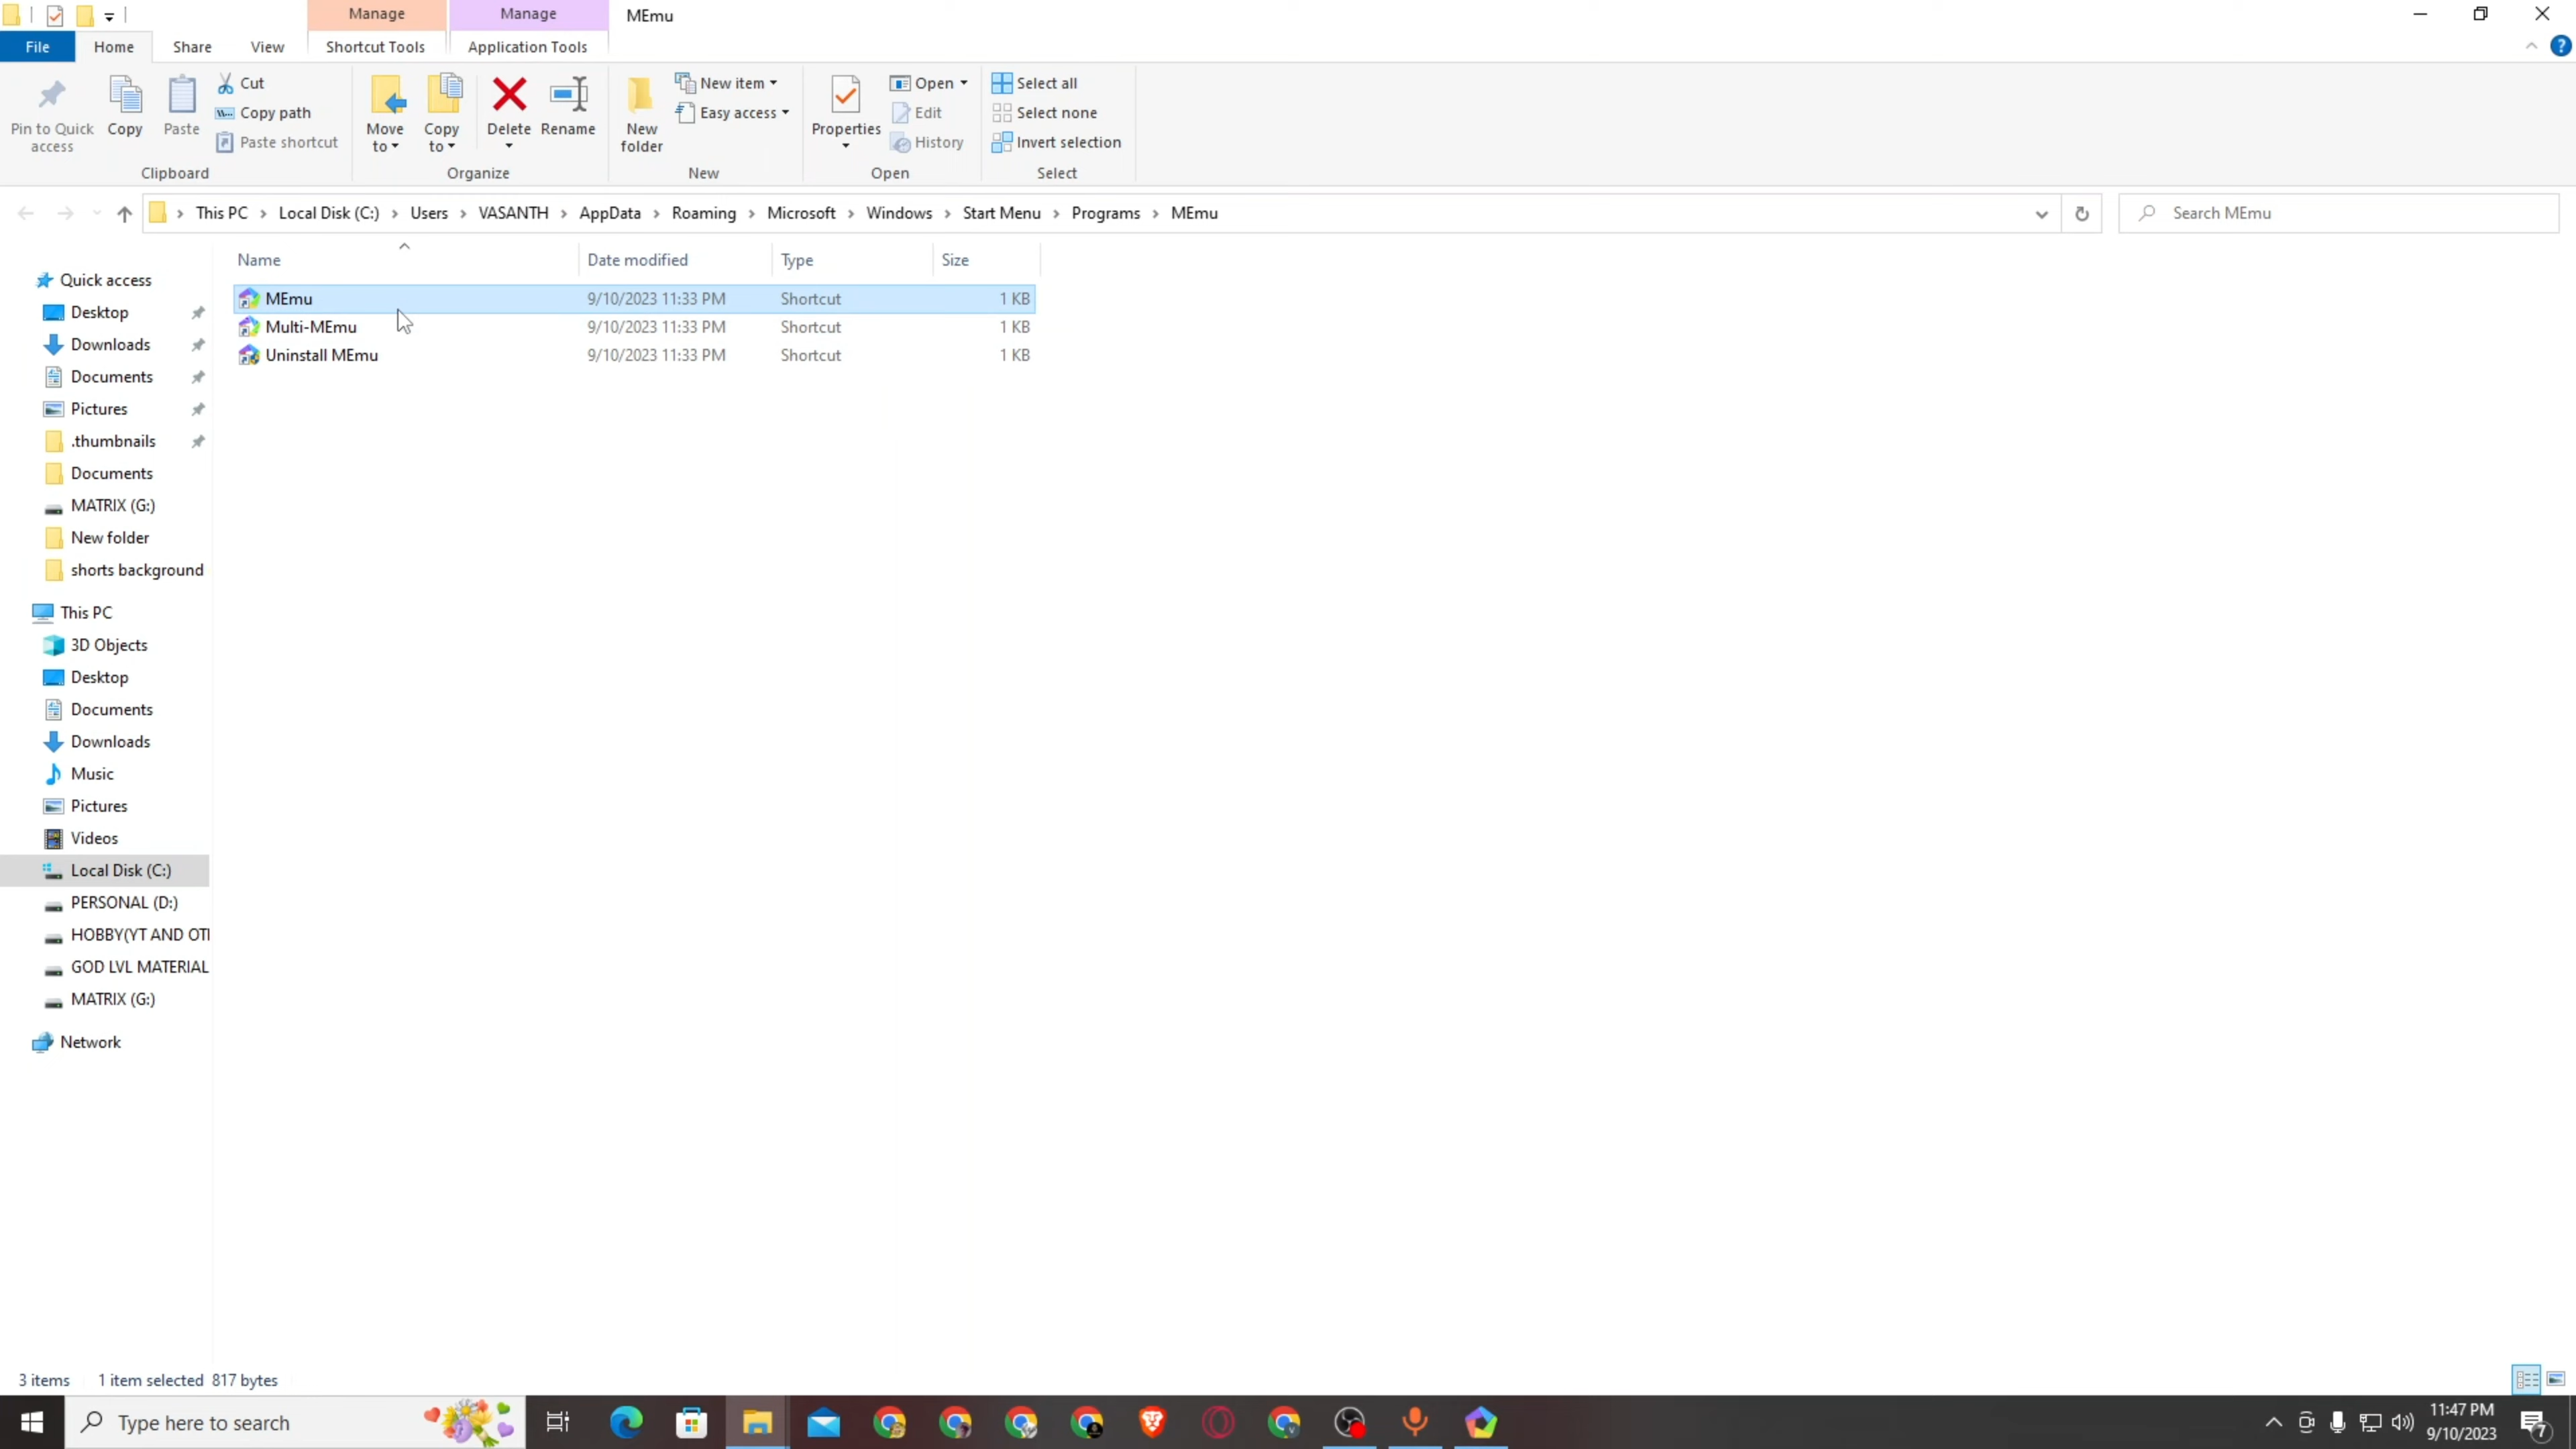 Manage Manage MEmu
File Home Share View Shortcut Tools Application Tools
Pin to Quick access
Copy
Paste
Cut
Copy path
Paste shortcut
Clipboard
Move to
Copy to
Delete
Rename
Organize
New folder
New item
Easy access
New
Properties
Open
Edit
History
Open
Select all
Select none
Invert selection
Select
This PC > Local Disk (C:) > Users > VASANTH > AppData > Roaming > Microsoft > Windows > Start Menu > Programs > MEmu
Search MEmu
Name Date modified Type Size
MEmu 9/10/2023 11:33 PM Shortcut 1 KB
Multi-MEmu 9/10/2023 11:33 PM Shortcut 1 KB
Uninstall MEmu 9/10/2023 11:33 PM Shortcut 1 KB
Quick access
Desktop
Downloads
Documents
Pictures
.thumbnails
Documents
MATRIX (G:)
New folder
shorts background
This PC
3D Objects
Desktop
Documents
Downloads
Music
Pictures
Videos
Local Disk (C:)
PERSONAL (D:)
HOBBY(YT AND OTI
GOD LVL MATERIAL
MATRIX (G:)
Network
3 items 1 item selected 817 bytes
Type here to search
11:47 PM
9/10/2023
7